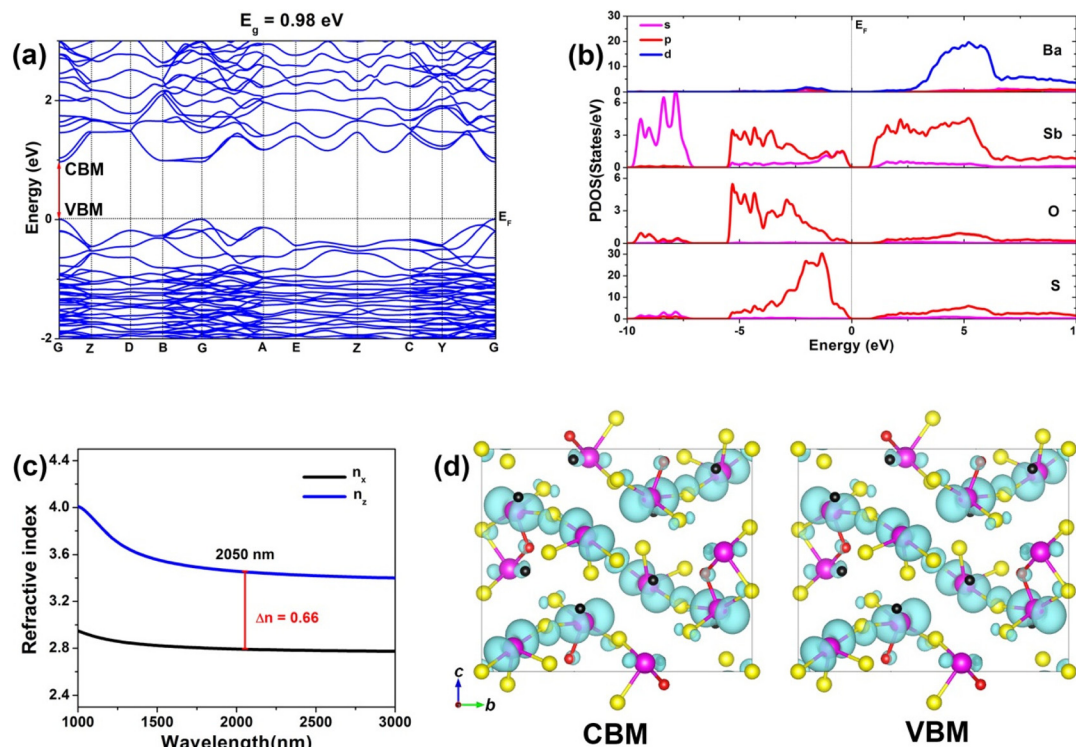 E_g = 0.98 eV
(a)
Energy (eV)
2
0
-2
CBM
VBM
E_F
G Z D B G A E Z C Y G
(b)
E_F
s
p
d
PDOS(States/eV)
30
20
10
0
Ba
6
3
0
Sb
6
3
0
O
30
20
10
0
S
-10 -5 0 5 10
Energy (eV)
(c)
Refractive index
4.4
4.0
3.6
3.2
2.8
2.4
n_x
n_z
2050 nm
Δn = 0.66
1000 1500 2000 2500 3000
Wavelength(nm)
(d)
c
b
CBM
VBM